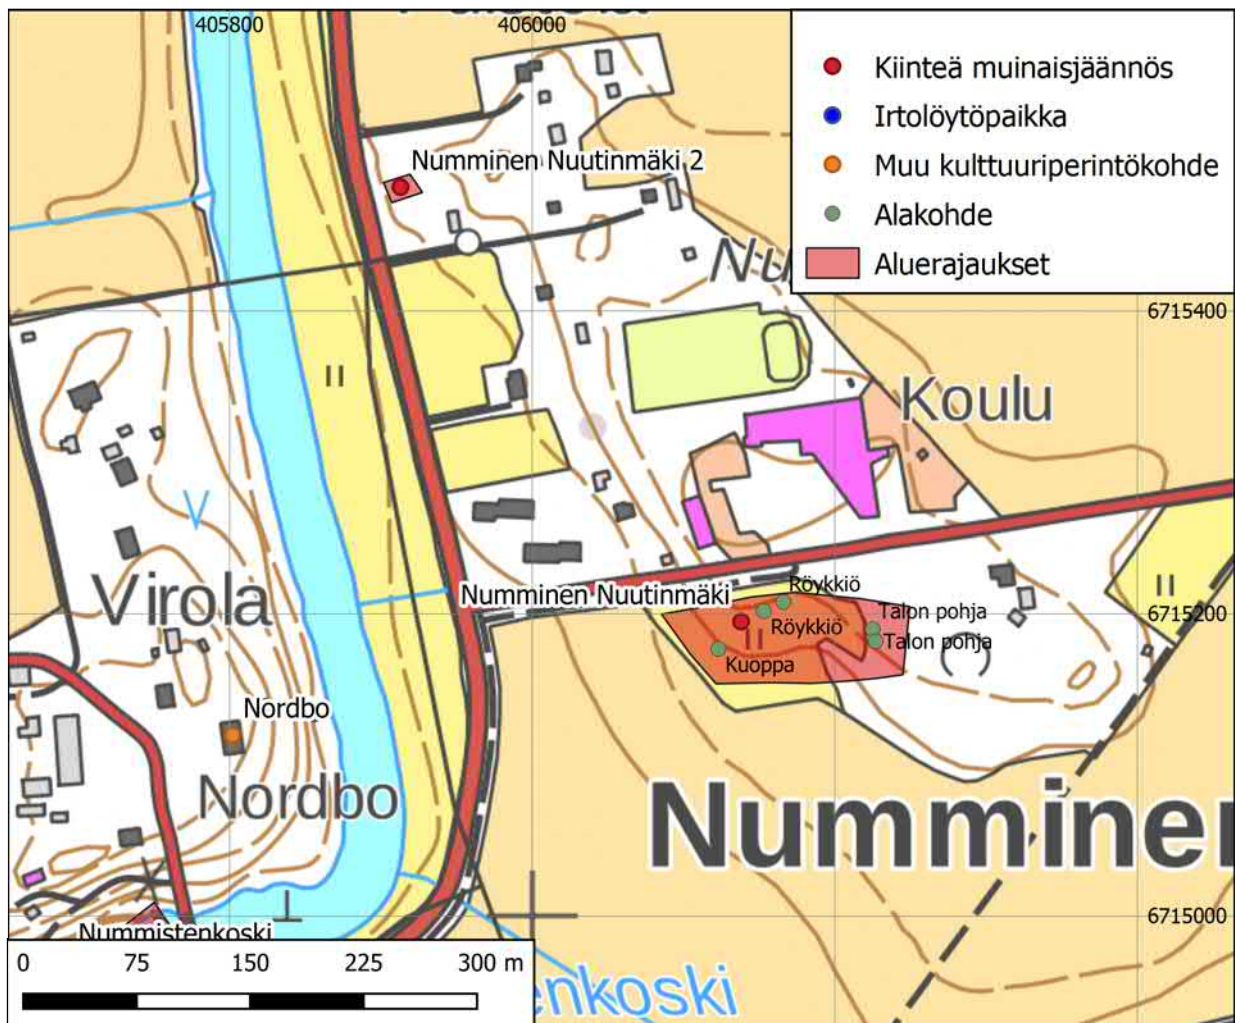 405800
406000
Kiinteä muinaisjäännös
Irtolöytöpaikka
Muu kulttuuriperintökohde
Alakohde
Aluerajaukset
Numminen Nuutinmäki 2
Nu
6715400
Koulu
II
V
Virola
Numminen Nuutinmäki
Röykkiö
Röykkiö
Talon pohja
Talon pohja
Kuoppa
II
II
6715200
Nordbo
Nordbo
Numminen
6715000
Nummistenkoski
0 75 150 225 300 m
enkoski